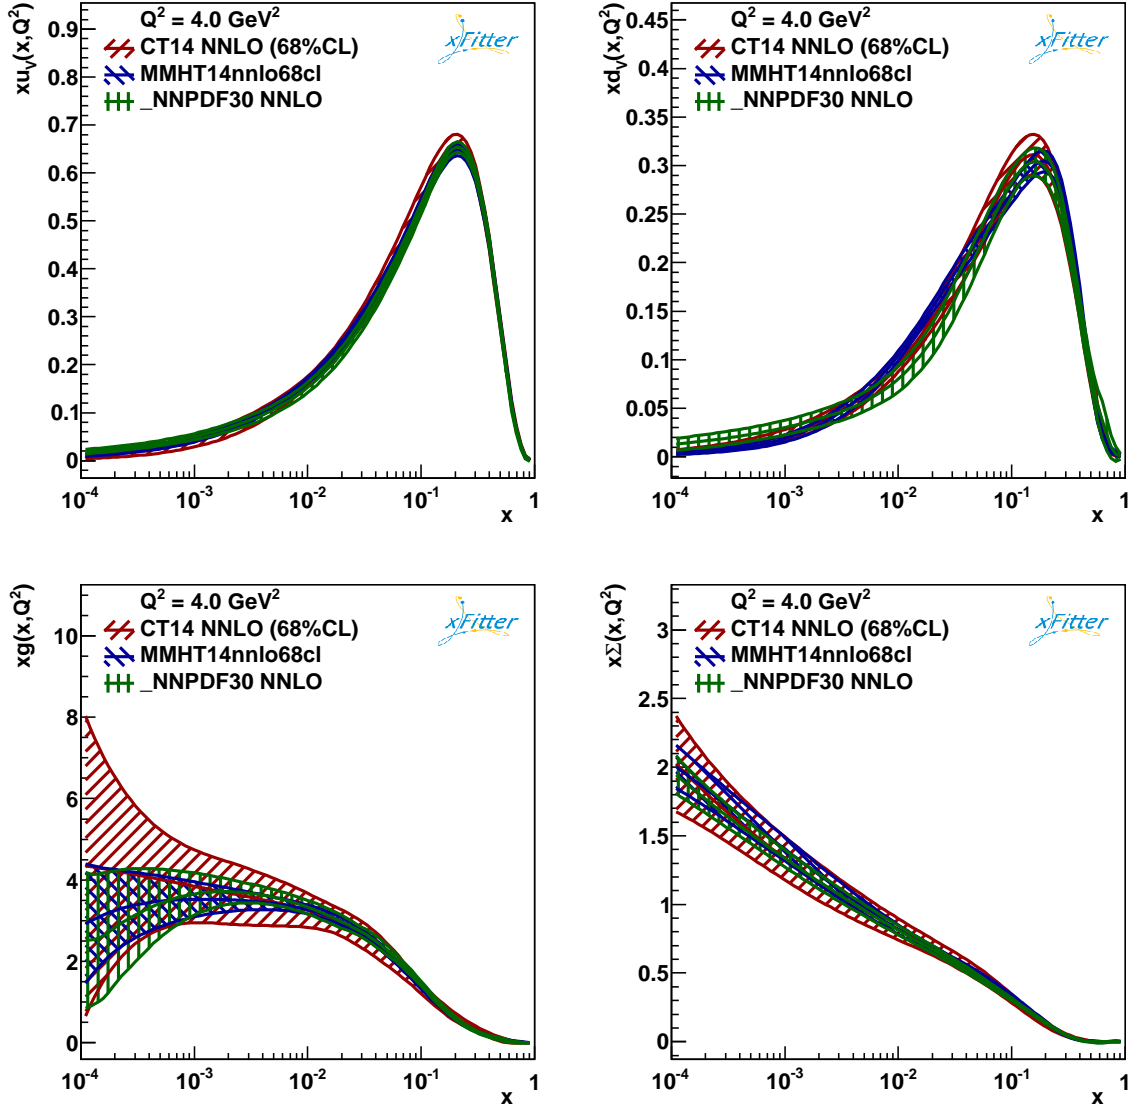 Q² = 4.0 GeV²
CT14 NNLO (68%CL)
MMHT14nnlo68cl
_NNPDF30 NNLO
xFitter
xu_V(x,Q²)
0.9
0.8
0.7
0.6
0.5
0.4
0.3
0.2
0.1
0
10⁻⁴ 10⁻³ 10⁻² 10⁻¹ 1
x
Q² = 4.0 GeV²
CT14 NNLO (68%CL)
MMHT14nnlo68cl
_NNPDF30 NNLO
xFitter
xd_V(x,Q²)
0.45
0.4
0.35
0.3
0.25
0.2
0.15
0.1
0.05
0
10⁻⁴ 10⁻³ 10⁻² 10⁻¹ 1
x
Q² = 4.0 GeV²
CT14 NNLO (68%CL)
MMHT14nnlo68cl
_NNPDF30 NNLO
xFitter
xg(x,Q²)
10
8
6
4
2
0
10⁻⁴ 10⁻³ 10⁻² 10⁻¹ 1
x
Q² = 4.0 GeV²
CT14 NNLO (68%CL)
MMHT14nnlo68cl
_NNPDF30 NNLO
xFitter
xΣ(x,Q²)
3
2.5
2
1.5
1
0.5
0
10⁻⁴ 10⁻³ 10⁻² 10⁻¹ 1
x